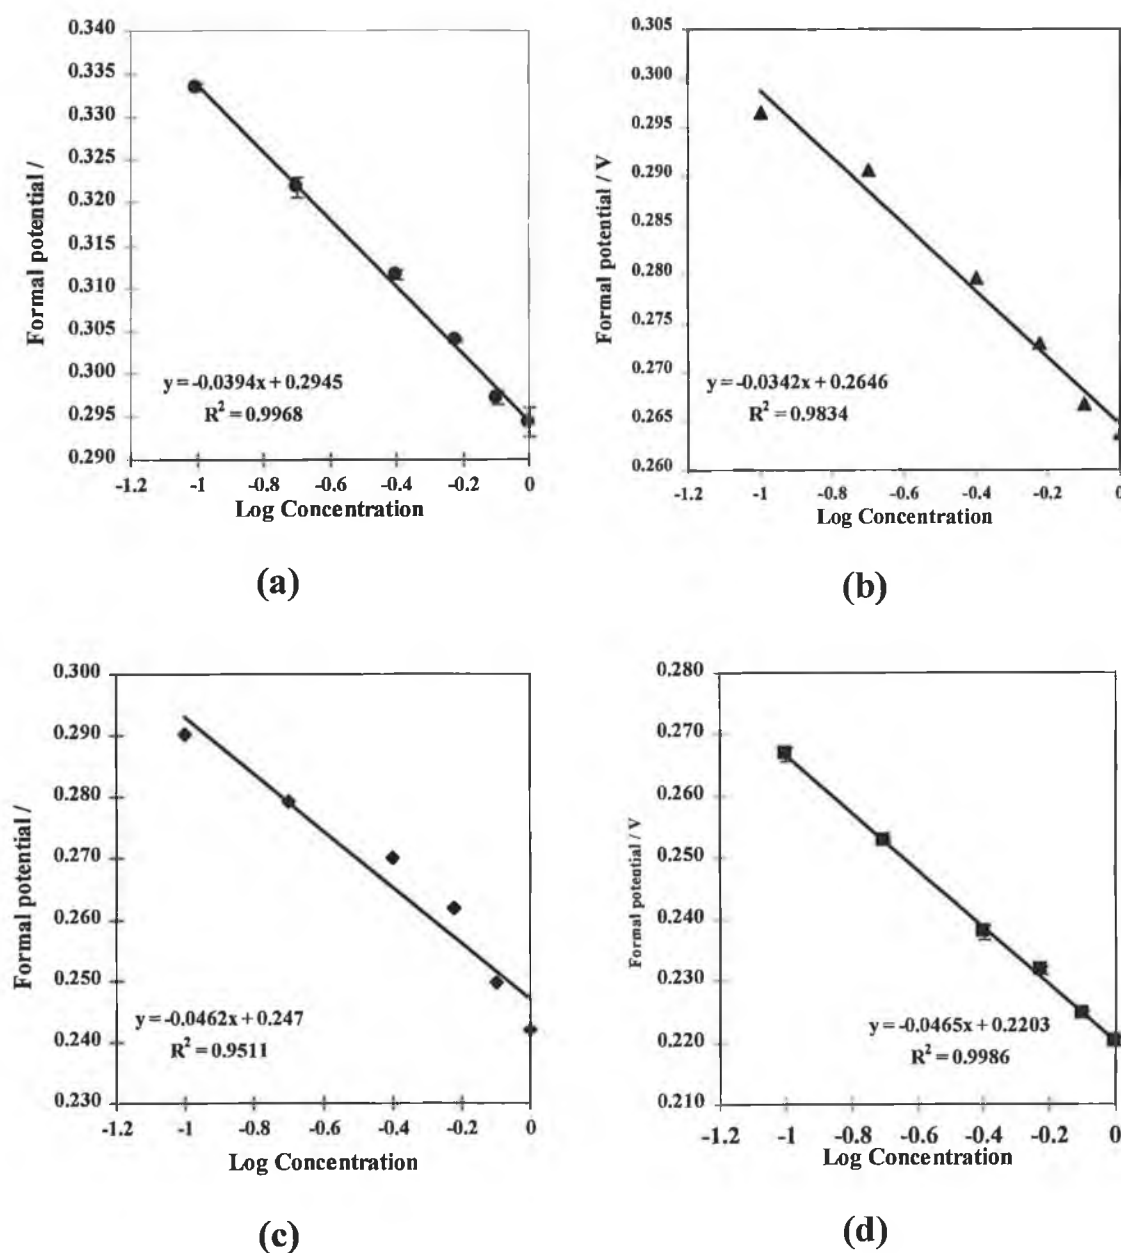 0.340
0.335
0.330
0.325
0.320
0.315
0.310
0.305
0.300
0.295
0.290
Formal potential /
y = -0.0394x + 0.2945
R² = 0.9968
-1.2 -1 -0.8 -0.6 -0.4 -0.2 0
Log Concentration
(a)
0.305
0.300
0.295
0.290
0.285
0.280
0.275
0.270
0.265
0.260
Formal potential / V
y = -0.0342x + 0.2646
R² = 0.9834
-1.2 -1 -0.8 -0.6 -0.4 -0.2 0
Log Concentration
(b)
0.300
0.290
0.280
0.270
0.260
0.250
0.240
0.230
Formal potential /
y = -0.0462x + 0.247
R² = 0.9511
-1.2 -1 -0.8 -0.6 -0.4 -0.2 0
Log Concentration
(c)
0.280
0.270
0.260
0.250
0.240
0.230
0.220
0.210
Formal potential / V
y = -0.0465x + 0.2203
R² = 0.9986
-1.2 -1 -0.8 -0.6 -0.4 -0.2 0
Log Concentration
(d)